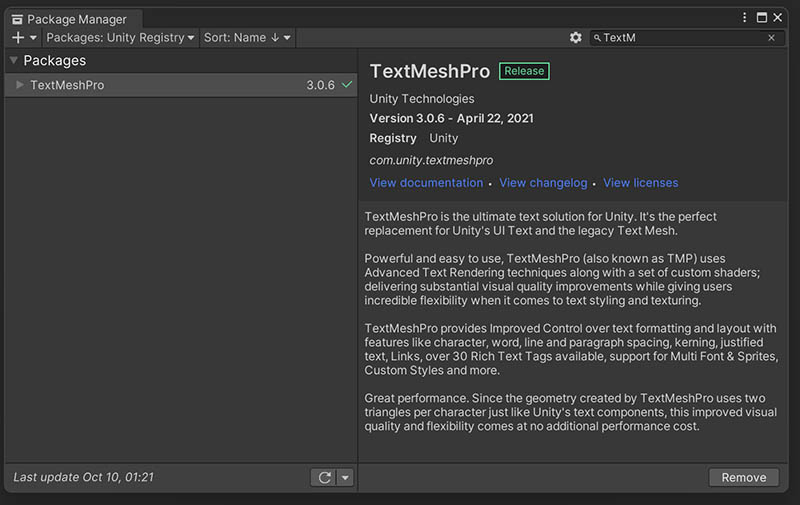 Package Manager
Packages: Unity Registry
Sort: Name ↓
TextM
Packages
TextMeshPro 3.0.6
TextMeshPro Release
Unity Technologies
Version 3.0.6 - April 22, 2021
Registry Unity
com.unity.textmeshpro
View documentation • View changelog • View licenses
TextMeshPro is the ultimate text solution for Unity. It's the perfect
replacement for Unity's UI Text and the legacy Text Mesh.
Powerful and easy to use, TextMeshPro (also known as TMP) uses
Advanced Text Rendering techniques along with a set of custom shaders;
delivering substantial visual quality improvements while giving users
incredible flexibility when it comes to text styling and texturing.
TextMeshPro provides Improved Control over text formatting and layout with
features like character, word, line and paragraph spacing, kerning, justified
text, Links, over 30 Rich Text Tags available, support for Multi Font & Sprites,
Custom Styles and more.
Great performance. Since the geometry created by TextMeshPro uses two
triangles per character just like Unity's text components, this improved visual
quality and flexibility comes at no additional performance cost.
Last update Oct 10, 01:21
Remove